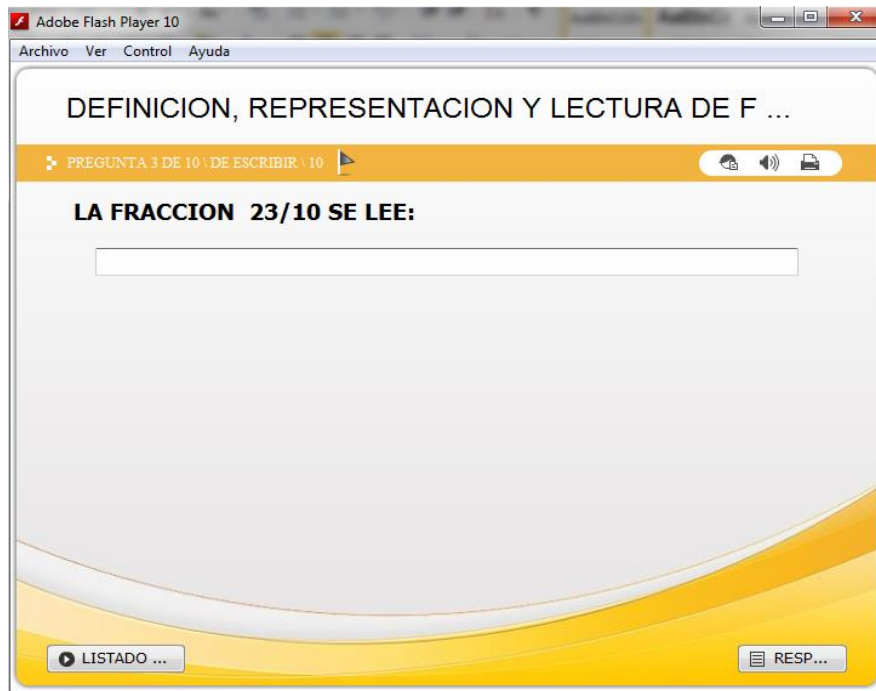 Adobe Flash Player 10
Archivo Ver Control Ayuda
DEFINICION, REPRESENTACION Y LECTURA DE F ...
PREGUNTA 3 DE 10 \ DE ESCRIBIR \ 10
LA FRACCION 23/10 SE LEE:
LISTADO ...
RESP...